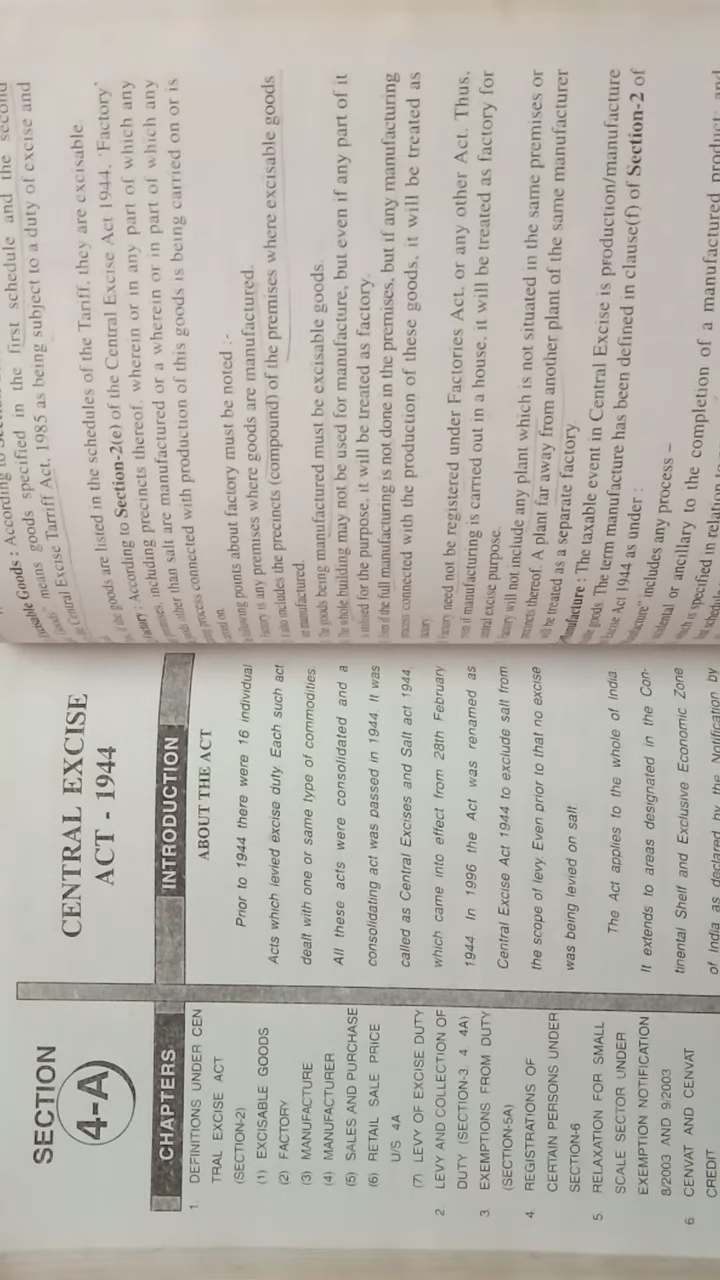 SECTION
4-A
CHAPTERS
1. DEFINITIONS UNDER CEN
TRAL EXCISE ACT
(SECTION-2)
(1) EXCISABLE GOODS
(2) FACTORY
(3) MANUFACTURE
(4) MANUFACTURER
(5) SALES AND PURCHASE
(6) RETAIL SALE PRICE
U/S 4A
(7) LEVY OF EXCISE DUTY
2 LEVY AND COLLECTION OF
DUTY (SECTION-3, 4 4A)
3. EXEMPTIONS FROM DUTY
(SECTION-5A)
4. REGISTRATIONS OF
CERTAIN PERSONS UNDER
SECTION-6
5. RELAXATION FOR SMALL
SCALE SECTOR UNDER
EXEMPTION NOTIFICATION
8/2003 AND 9/2003
6 CENVAT AND CENVAT
CREDIT
CENTRAL EXCISE
ACT - 1944
INTRODUCTION
ABOUT THE ACT
Prior to 1944 there were 16 individual
Acts which levied excise duty. Each such act
dealt with one or same type of commodities.
All these acts were consolidated and a
consolidating act was passed in 1944. It was
called as Central Excises and Salt act 1944
which came into effect from 28th February
1944 In 1996 the Act was renamed as
Central Excise Act 1944 to exclude salt from
the scope of levy. Even prior to that no excise
was being levied on salt.
The Act applies to the whole of India
It extends to areas designated in the Con-
tinental Shelf and Exclusive Economic Zone
of India as declared by the Notification by
Goods : According to
means goods specified in the first schedule and the second
Central Excise Tarriff Act, 1985 as being subject to a duty of excise and
goods are listed in the schedules of the Tariff, they are excisable.
: According to Section-2(e) of the Central Excise Act 1944, 'Factory'
including precincts thereof, wherein or in any part of which any
other than salt are manufactured or a wherein or in part of which any
process connected with production of this goods is being carried on or is
on.
following points about factory must be noted :-
is any premises where goods are manufactured.
also includes the precincts (compound) of the premises where excisable goods
manufactured.
goods being manufactured must be excisable goods.
whole building may not be used for manufacture, but even if any part of it
for the purpose, it will be treated as factory.
if the full manufacturing is not done in the premises, but if any manufacturing
process connected with the production of these goods, it will be treated as
need not be registered under Factories Act, or any other Act. Thus,
if manufacturing is carried out in a house, it will be treated as factory for
excise purpose.
will not include any plant which is not situated in the same premises or
thereof. A plant far away from another plant of the same manufacturer
be treated as a separate factory.
Manufacture : The taxable event in Central Excise is production/manufacture
goods. The term manufacture has been defined in clause(f) of Section-2 of
Act 1944 as under :
includes any process –
or ancillary to the completion of a manufactured product; and
is specified in relation to